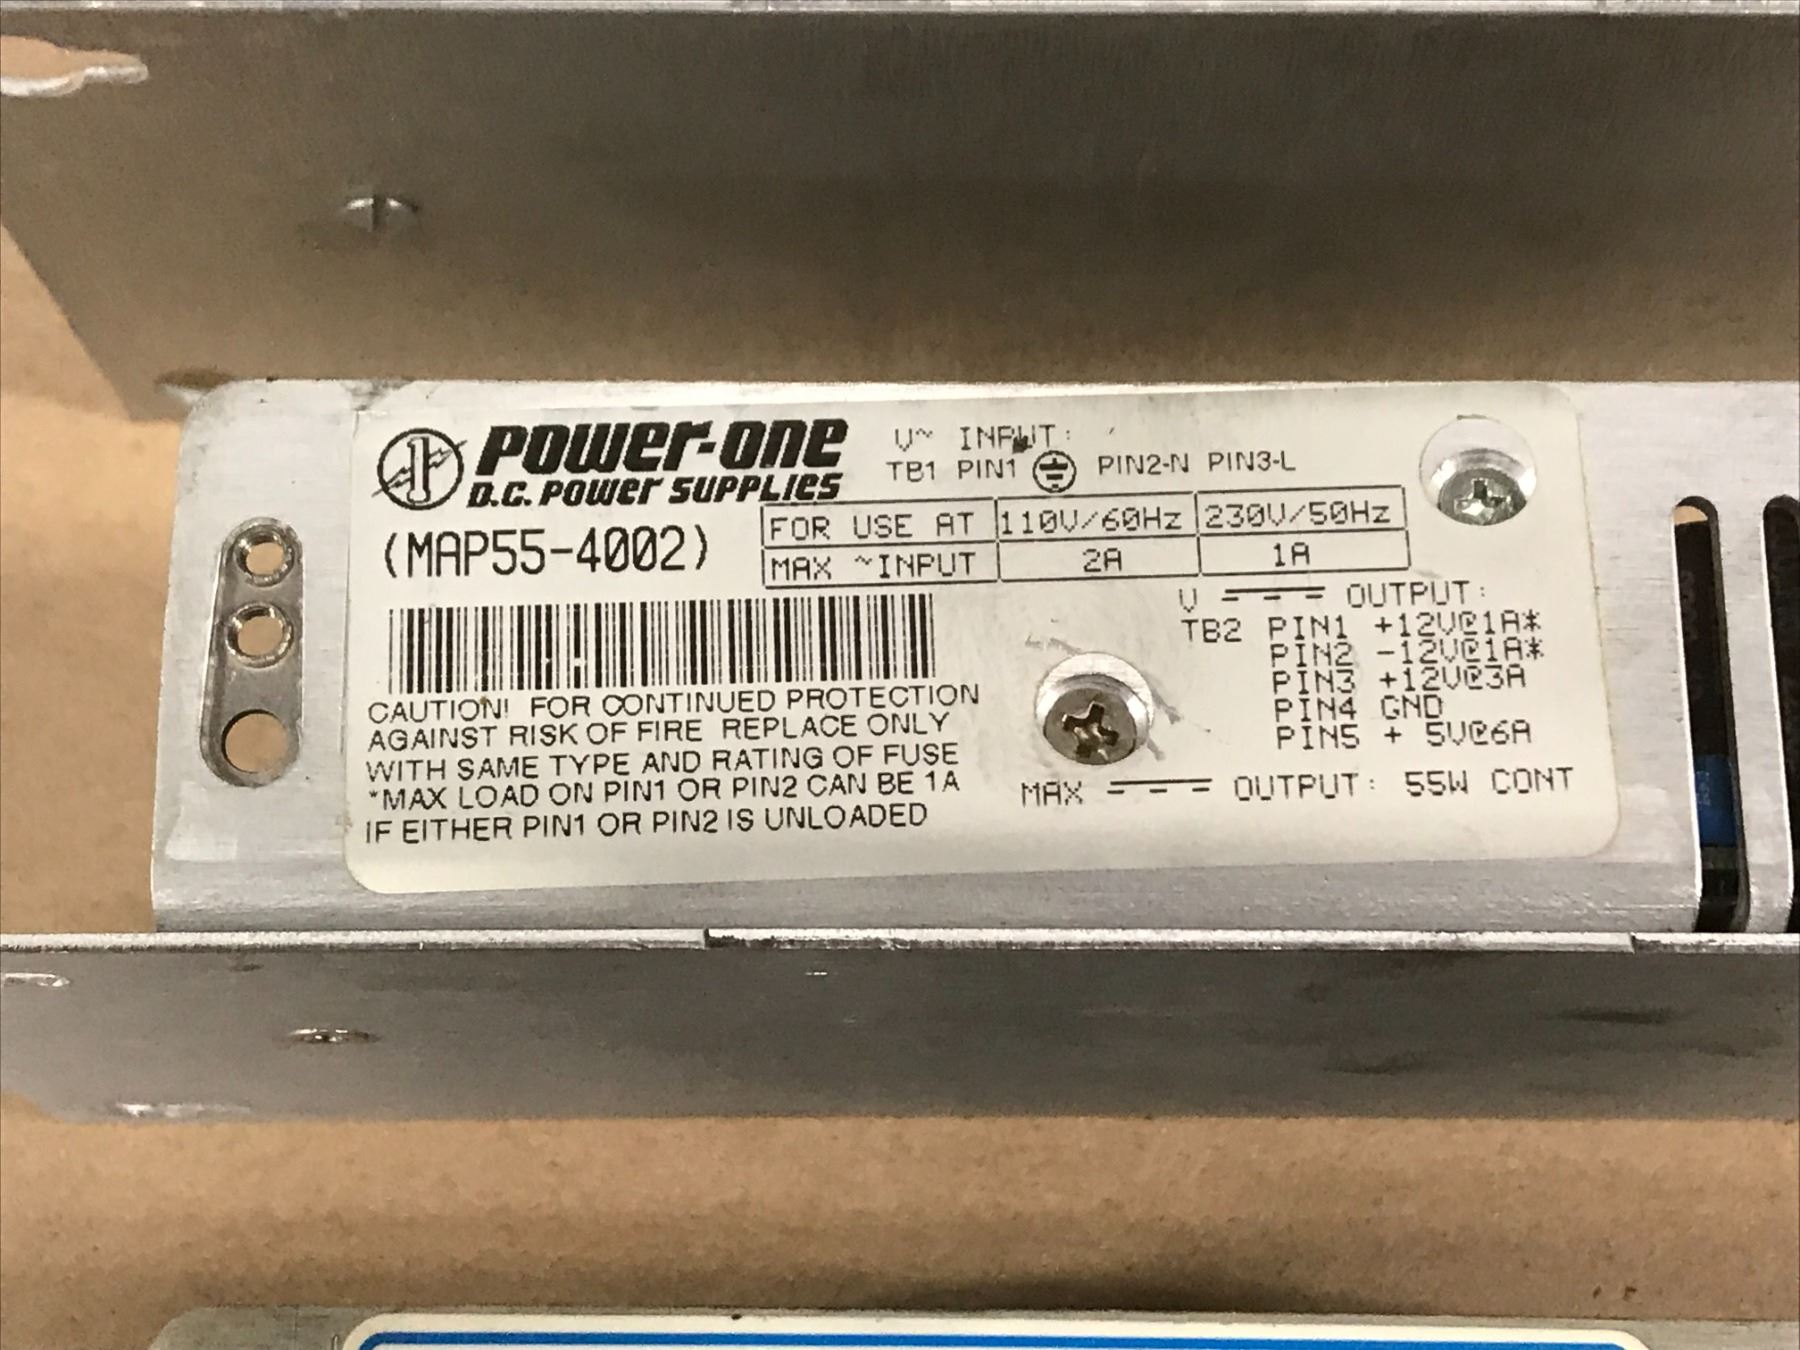 POWER-ONE
D.C. POWER SUPPLIES
(MAP55-4002)
V~ INPUT:
TB1 PIN1 PIN2-N PIN3-L
FOR USE AT 110V/60Hz 230V/50Hz
MAX ~INPUT 2A 1A
V OUTPUT:
TB2 PIN1 +12V@1A*
PIN2 -12V@1A*
PIN3 +12V@3A
PIN4 GND
PIN5 + 5V@6A
MAX OUTPUT: 55W CONT
CAUTION! FOR CONTINUED PROTECTION
AGAINST RISK OF FIRE REPLACE ONLY
WITH SAME TYPE AND RATING OF FUSE
*MAX LOAD ON PIN1 OR PIN2 CAN BE 1A
IF EITHER PIN1 OR PIN2 IS UNLOADED